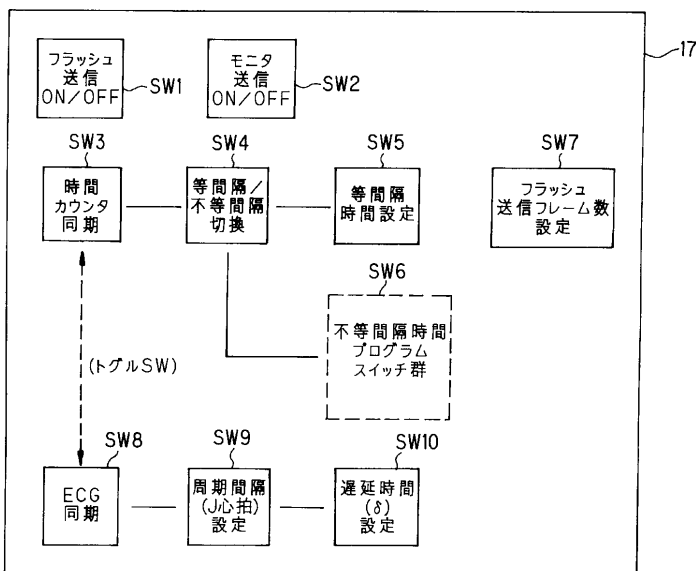 フラッシュ
送信
ON/OFF
SW1
モニタ
送信
ON/OFF
SW2
17
SW3
時間
カウンタ
同期
SW4
等間隔/
不等間隔
切換
SW5
等間隔
時間設定
SW7
フラッシュ
送信フレーム数
設定
SW6
不等間隔時間
プログラム
スイッチ群
(トグルSW)
SW8
ECG
同期
SW9
周期間隔
(J心拍)
設定
SW10
遅延時間
(δ)
設定